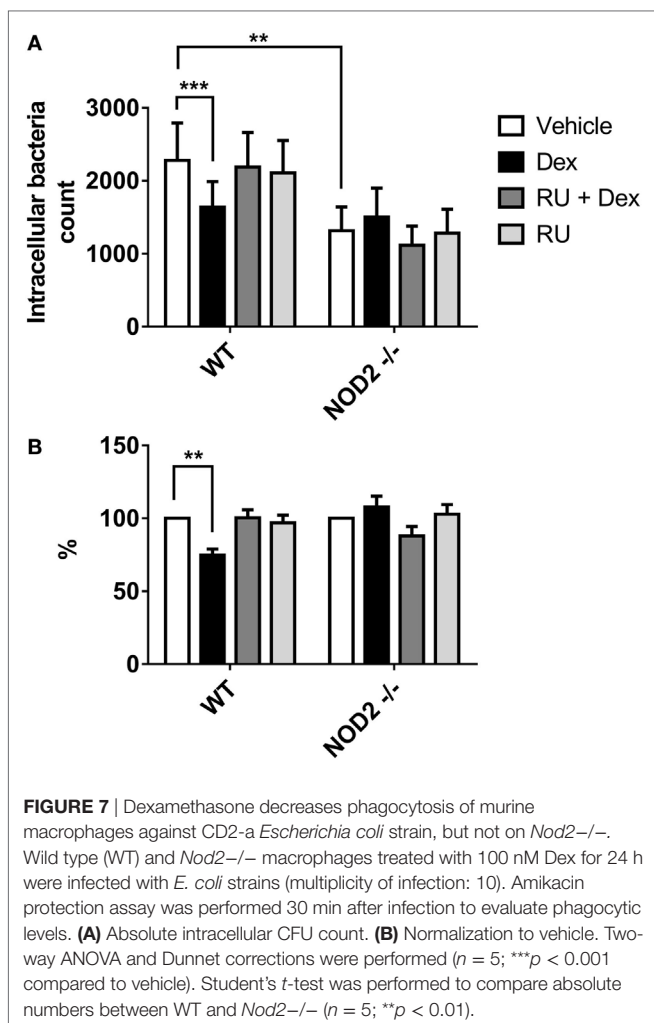 A
**
***
3000
2000
1000
0
Intracellular bacteria
count
WT
NOD2 -/-
Vehicle
Dex
RU + Dex
RU
B
**
150
100
50
0
%
WT
NOD2 -/-
FIGURE 7 | Dexamethasone decreases phagocytosis of murine
macrophages against CD2-a Escherichia coli strain, but not on Nod2−/−.
Wild type (WT) and Nod2−/− macrophages treated with 100 nM Dex for 24 h
were infected with E. coli strains (multiplicity of infection: 10). Amikacin
protection assay was performed 30 min after infection to evaluate phagocytic
levels. (A) Absolute intracellular CFU count. (B) Normalization to vehicle. Two-
way ANOVA and Dunnet corrections were performed (n = 5; ***p < 0.001
compared to vehicle). Student's t-test was performed to compare absolute
numbers between WT and Nod2−/− (n = 5; **p < 0.01).